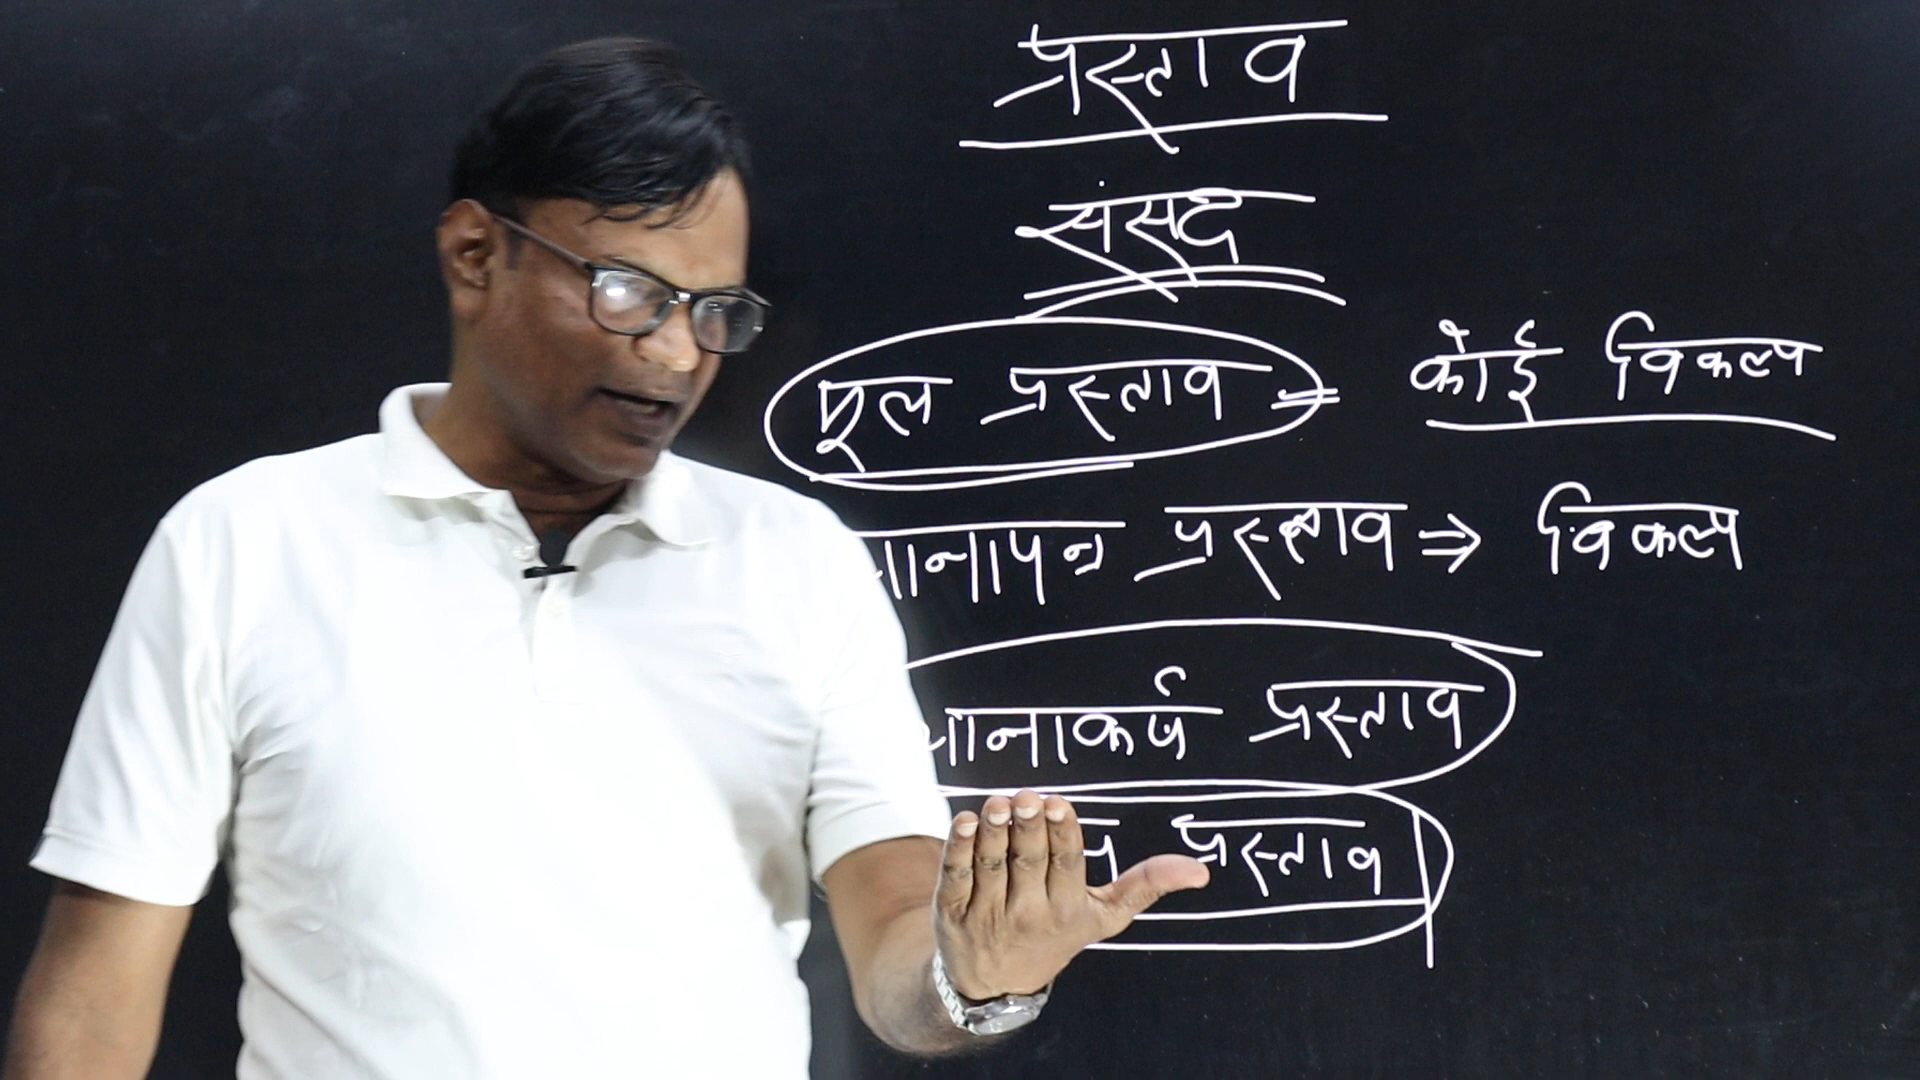 प्रस्ताव
संसद
मूल प्रस्ताव = कोई विकल्प
प्रस्ताव ⇒ विकल्प
प्रस्ताव
प्रस्ताव